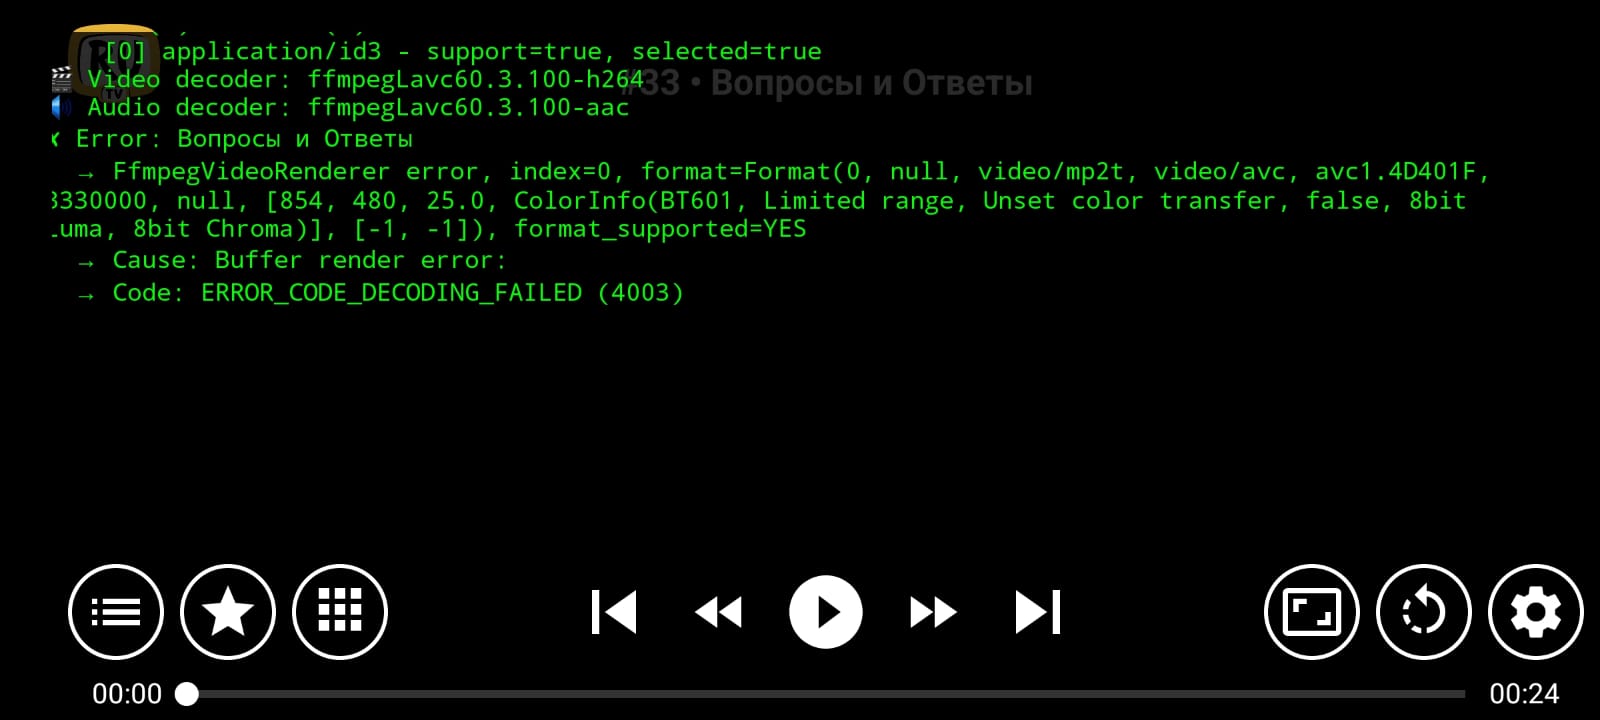 [0] application/id3 - support=true, selected=true
Video decoder: ffmpegLavc60.3.100-h264
#33 • Вопросы и Ответы
Audio decoder: ffmpegLavc60.3.100-aac
Error: Вопросы и Ответы
→ FfmpegVideoRenderer error, index=0, format=Format(0, null, video/mp2t, video/avc, avc1.4D401F,
3330000, null, [854, 480, 25.0, ColorInfo(BT601, Limited range, Unset color transfer, false, 8bit
Luma, 8bit Chroma)], [-1, -1]), format_supported=YES
→ Cause: Buffer render error:
→ Code: ERROR_CODE_DECODING_FAILED (4003)
00:00
00:24